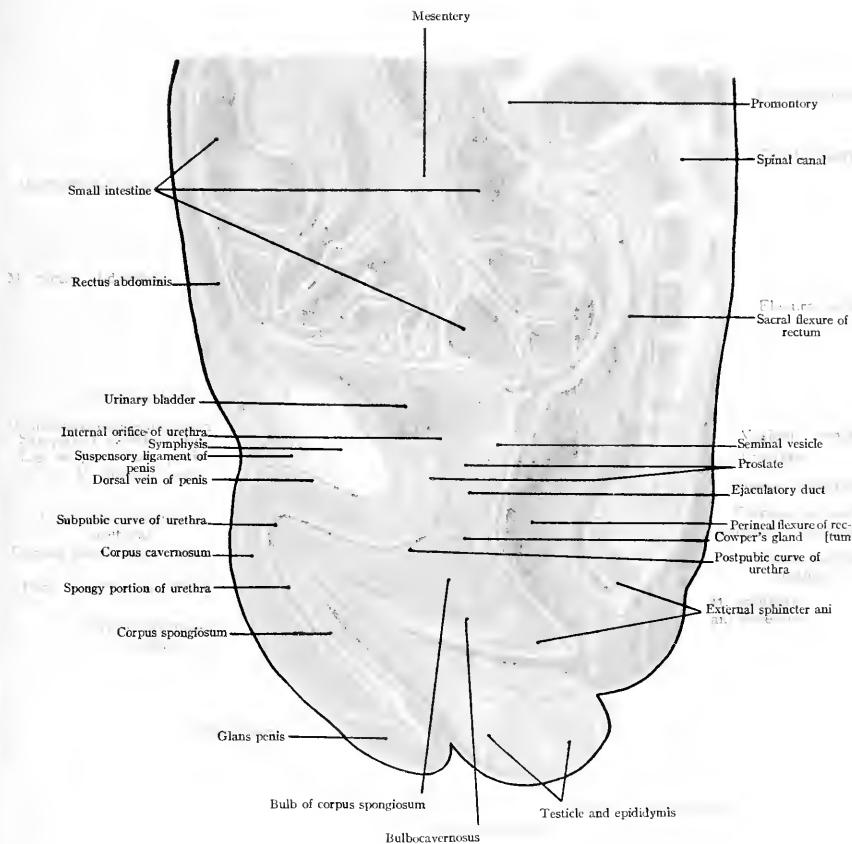 Mesentery
Promontory
Spinal canal
Small intestine
Rectus abdominis
Sacral flexure of
rectum
Urinary bladder
Internal orifice of urethra
Symphysis
Suspensory ligament of
penis
Dorsal vein of penis
Seminal vesicle
Prostate
Ejaculatory duct
Subpubic curve of urethra
Perineal flexure of rec-
Cowper's gland [tum
Corpus cavernosum
Postpubic curve of
urethra
Spongy portion of urethra
External sphincter ani
Corpus spongiosum
Glans penis
Bulb of corpus spongiosum
Testicle and epididymis
Bulbocavernosus